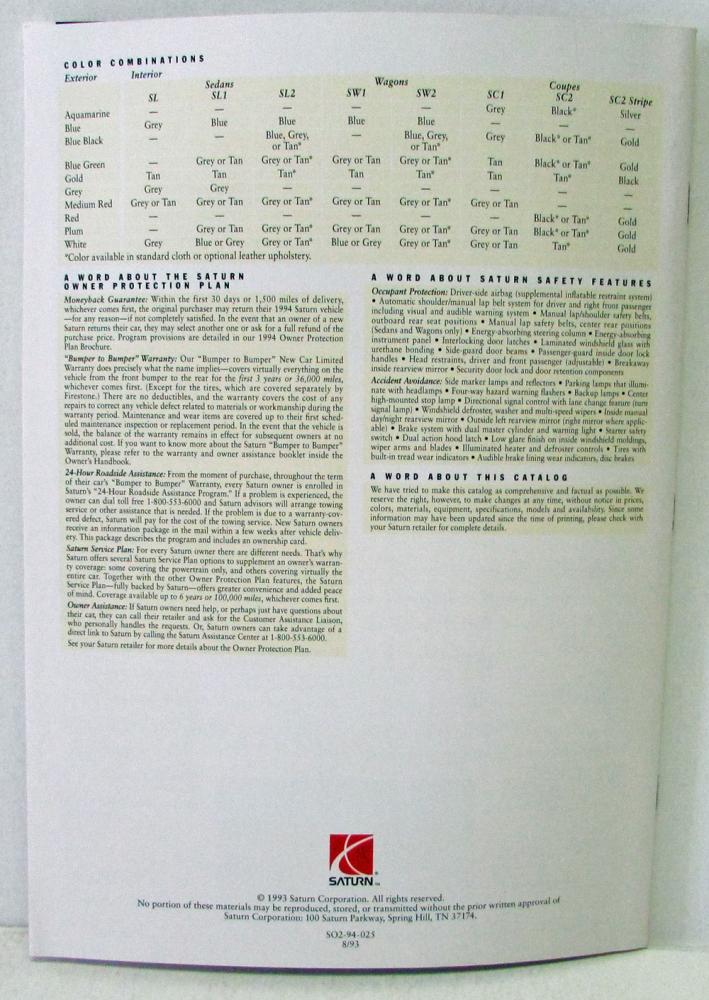 COLOR COMBINATIONS
Exterior Interior
Sedans Wagons Coupes
SL SL1 SL2 SW1 SW2 SC1 SC2 SC2 Stripe
Aquamarine — — — — — Grey Black* Silver
Blue Grey Blue Blue Blue Blue — — —
Blue Black — — Blue, Grey, or Tan* — Blue, Grey, or Tan* Grey Black* or Tan* Gold
Blue Green — Grey or Tan Grey or Tan* Grey or Tan Grey or Tan* Tan Black* or Tan* Gold
Gold Tan Tan Tan* Tan Tan* Tan Tan* Black
Grey Grey Grey — — — — — —
Medium Red Grey or Tan Grey or Tan Grey or Tan* Grey or Tan Grey or Tan* Grey or Tan — —
Red — — — — — — Black* or Tan* Gold
Plum — Grey or Tan Grey or Tan* Grey or Tan Grey or Tan* Grey or Tan Black* or Tan* Gold
White Grey Blue or Grey Grey or Tan* Blue or Grey Grey or Tan* Grey or Tan Tan* Gold
*Color available in standard cloth or optional leather upholstery.
A WORD ABOUT THE SATURN
OWNER PROTECTION PLAN
Moneyback Guarantee: Within the first 30 days or 1,500 miles of delivery,
whichever comes first, the original purchaser may return their 1994 Saturn vehicle
—for any reason—if not completely satisfied. In the event that an owner of a new
Saturn returns their car, they may select another one or ask for a full refund of the
purchase price. Program provisions are detailed in our 1994 Owner Protection
Plan Brochure.
"Bumper to Bumper" Warranty: Our "Bumper to Bumper" New Car Limited
Warranty does precisely what the name implies—covers virtually everything on the
vehicle from the front bumper to the rear for the first 3 years or 36,000 miles,
whichever comes first. (Except for the tires, which are covered separately by
Firestone.) There are no deductibles, and the warranty covers the cost of any
repairs to correct any vehicle defect related to materials or workmanship during the
warranty period. Maintenance and wear items are covered up to their first sched-
uled maintenance inspection or replacement period. In the event that the vehicle is
sold, the balance of the warranty remains in effect for subsequent owners at no
additional cost. If you want to know more about the Saturn "Bumper to Bumper"
Warranty, please refer to the warranty and owner assistance booklet inside the
Owner's Handbook.
24-Hour Roadside Assistance: From the moment of purchase, throughout the term
of their car's "Bumper to Bumper" Warranty, every Saturn owner is enrolled in
Saturn's "24-Hour Roadside Assistance Program." If a problem is experienced, the
owner can dial toll free 1-800-553-6000 and Saturn advisors will arrange towing
service or other assistance that is needed. If the problem is due to a warranty-cov-
ered defect, Saturn will pay for the cost of the towing service. New Saturn owners
receive an information package in the mail within a few weeks after vehicle deliv-
ery. This package describes the program and includes an ownership card.
Saturn Service Plan: For every Saturn owner there are different needs. That's why
Saturn offers several Saturn Service Plan options to supplement an owner's warran-
ty coverage: some covering the powertrain only, and others covering virtually the
entire car. Together with the other Owner Protection Plan features, the Saturn
Service Plan—fully backed by Saturn—offers greater convenience and added peace
of mind. Coverage available up to 6 years or 100,000 miles, whichever comes first.
Owner Assistance: If Saturn owners need help, or perhaps just have questions about
their car, they can call their retailer and ask for the Customer Assistance Liaison,
who personally handles the requests. Or, Saturn owners can take advantage of a
direct link to Saturn by calling the Saturn Assistance Center at 1-800-553-6000.
See your Saturn retailer for more details about the Owner Protection Plan.
A WORD ABOUT SATURN SAFETY FEATURES
Occupant Protection: Driver-side airbag (supplemental inflatable restraint system)
• Automatic shoulder/manual lap belt system for driver and right front passenger
including visual and audible warning system • Manual lap/shoulder safety belts,
outboard rear seat positions • Manual lap safety belts, center rear positions
(Sedans and Wagons only) • Energy-absorbing steering column • Energy-absorbing
instrument panel • Interlocking door latches • Laminated windshield glass with
urethane bonding • Side-guard door beams • Passenger-guard inside door lock
handles • Head restraints, driver and front passenger (adjustable) • Breakaway
inside rearview mirror • Security door lock and door retention components
Accident Avoidance: Side marker lamps and reflectors • Parking lamps that illumi-
nate with headlamps • Four-way hazard warning flashers • Backup lamps • Center
high-mounted stop lamp • Directional signal control with lane change feature (turn
signal lamp) • Windshield defroster, washer and multi-speed wipers • Inside manual
day/night rearview mirror • Outside left rearview mirror (right mirror where applic-
able) • Brake system with dual master cylinder and warning light • Starter safety
switch • Dual action hood latch • Low glare finish on inside windshield moldings,
wiper arms and blades • Illuminated heater and defroster controls • Tires with
built-in tread wear indicators • Audible brake lining wear indicators, disc brakes
A WORD ABOUT THIS CATALOG
We have tried to make this catalog as comprehensive and factual as possible. We
reserve the right, however, to make changes at any time, without notice in prices,
colors, materials, equipment, specifications, models and availability. Since some
information may have been updated since the time of printing, please check with
your Saturn retailer for complete details.
SATURN
© 1993 Saturn Corporation. All rights reserved.
No portion of these materials may be reproduced, stored, or transmitted without the prior written approval of
Saturn Corporation: 100 Saturn Parkway, Spring Hill, TN 37174.
SO2-94-025
8/93